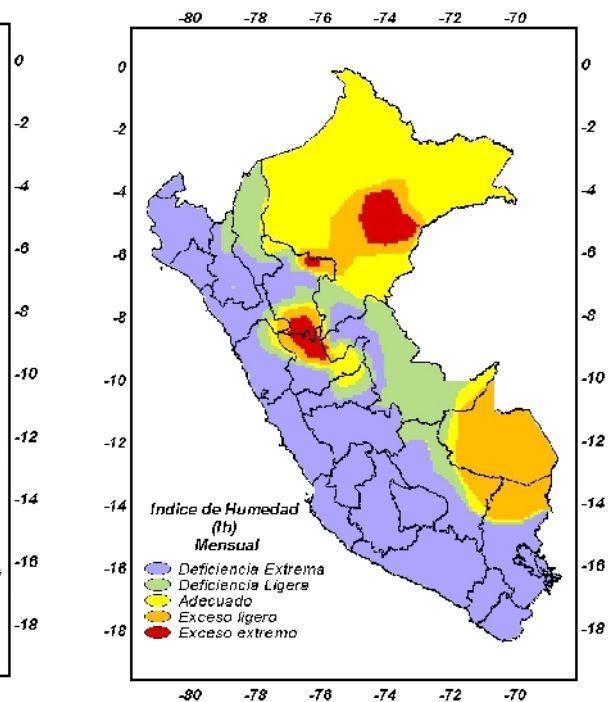 -80 -78 -76 -74 -72 -70
0 0 0
-2 -2 -2
-4 -4 -4
-6 -6 -6
-8 -8 -8
-10 -10 -10
-12 -12 -12
-14 -14 -14
-16 -16 -16
-18 -18 -18
Indice de Humedad
(Ih)
Mensual
Deficiencia Extrema
Deficiencia Ligera
Adecuado
Exceso ligero
Exceso extremo
-80 -78 -76 -74 -72 -70